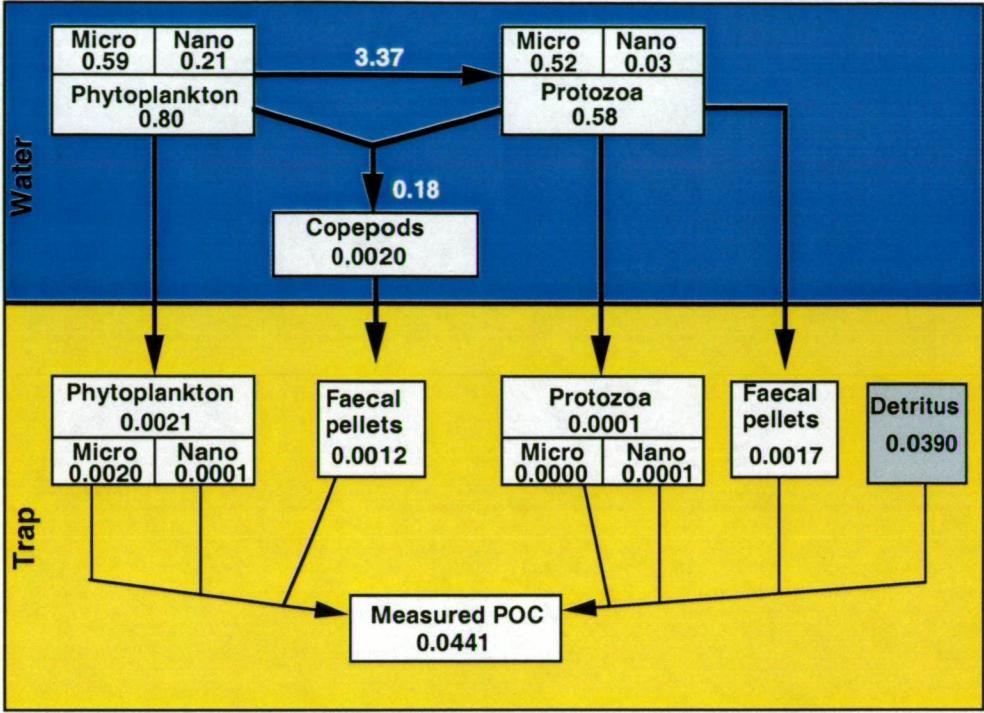 Water
Micro
0.59
Nano
0.21
Phytoplankton
0.80
3.37
Micro
0.52
Nano
0.03
Protozoa
0.58
0.18
Copepods
0.0020
Trap
Phytoplankton
0.0021
Micro
0.0020
Nano
0.0001
Faecal
pellets
0.0012
Protozoa
0.0001
Micro
0.0000
Nano
0.0001
Faecal
pellets
0.0017
Detritus
0.0390
Measured POC
0.0441